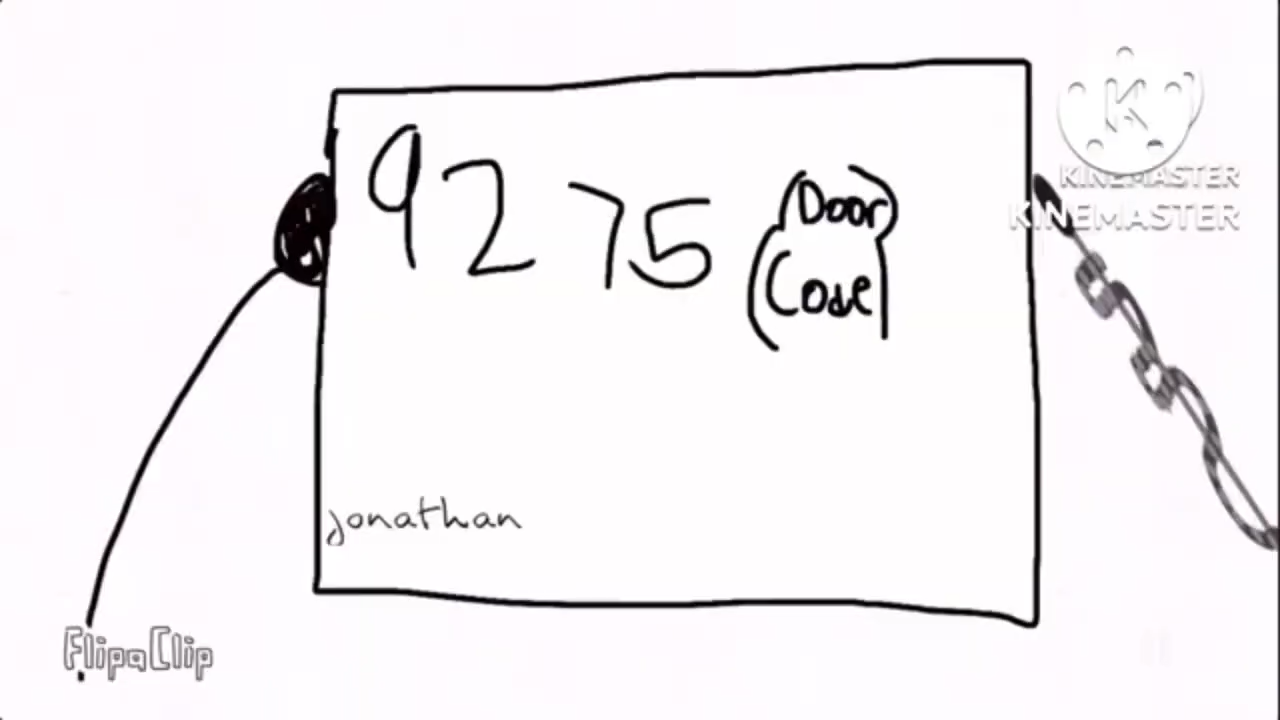 9275 (Door
(Code)
jonathan
KINEMASTER
KINEMASTER
FlipaClip